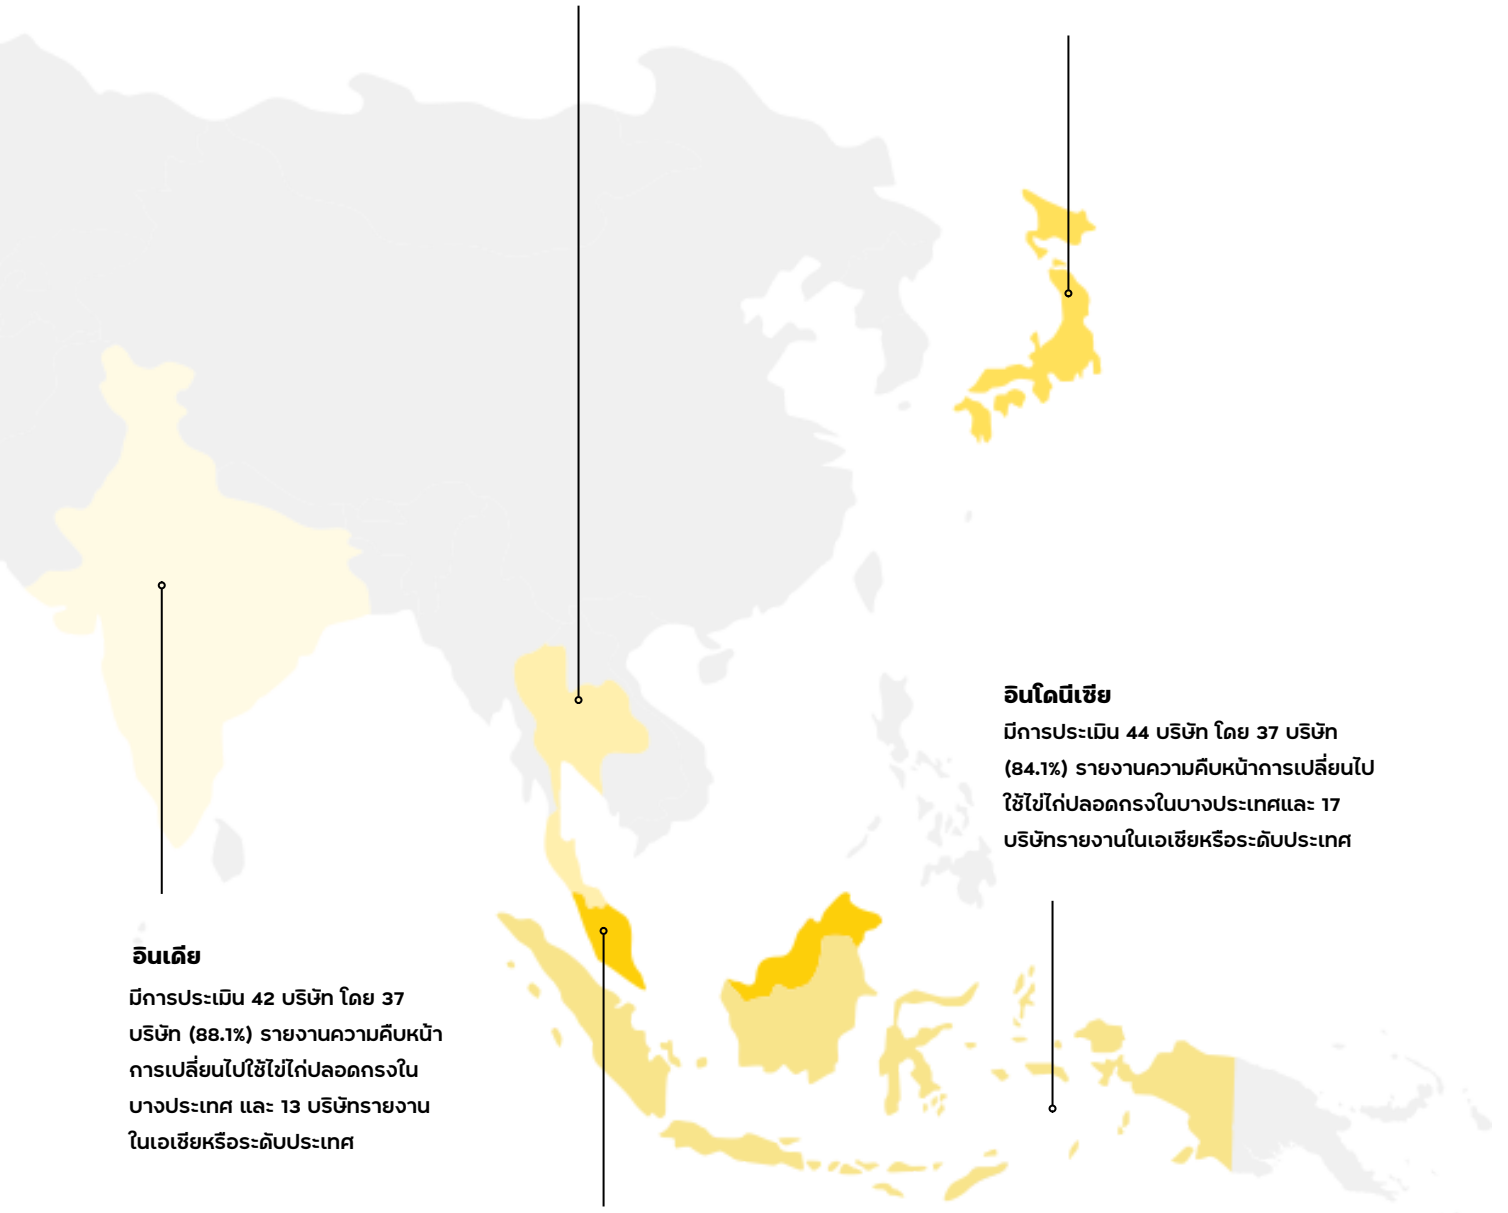 อินโดนีเซีย
มีการประเมิน 44 บริษัท โดย 37 บริษัท
(84.1%) รายงานความคืบหน้าการเปลี่ยนไป
ใช้ไข่ไก่ปลอดกรงในบางประเทศและ 17
บริษัทรายงานในเอเชียหรือระดับประเทศ
อินเดีย
มีการประเมิน 42 บริษัท โดย 37
บริษัท (88.1%) รายงานความคืบหน้า
การเปลี่ยนไปใช้ไข่ไก่ปลอดกรงใน
บางประเทศ และ 13 บริษัทรายงาน
ในเอเชียหรือระดับประเทศ